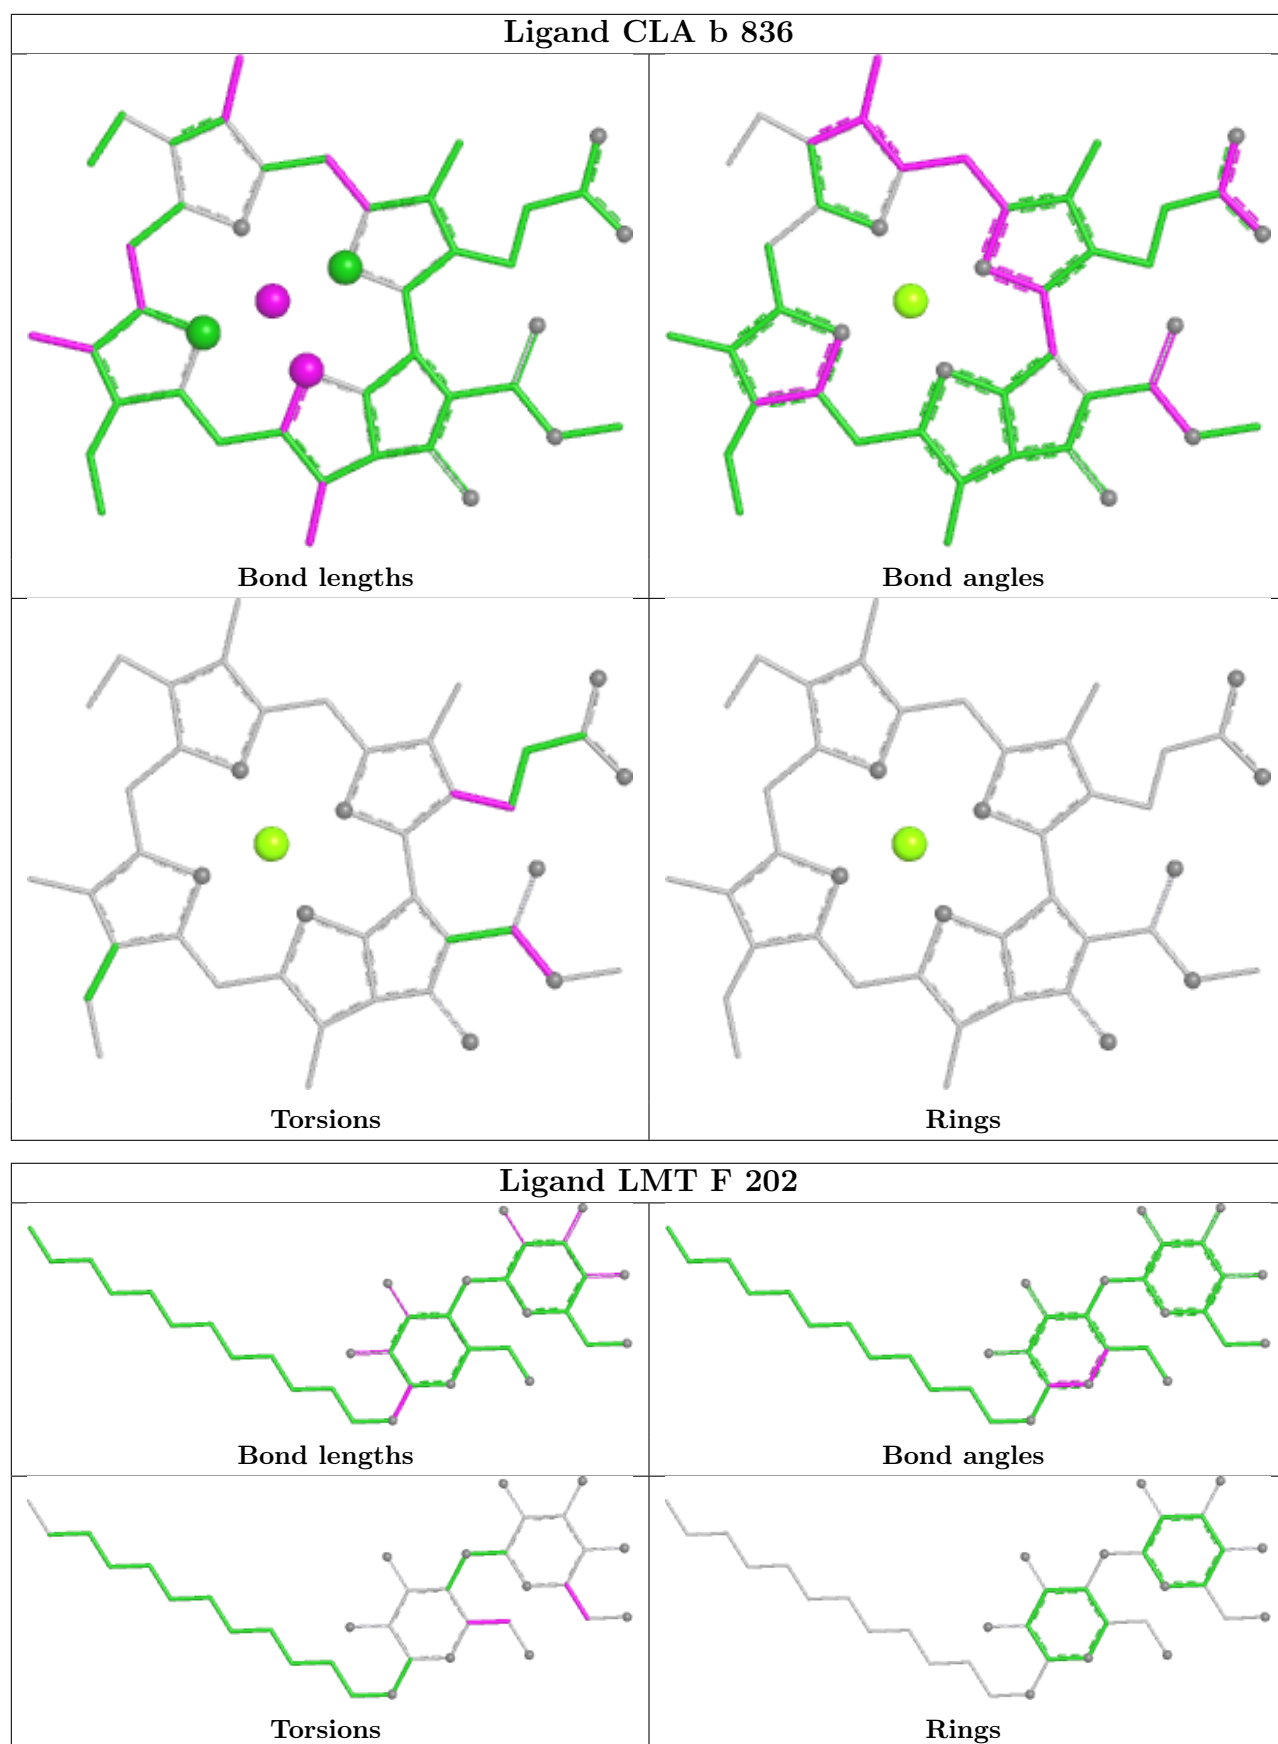 Ligand CLA b 836
Bond lengths
Bond angles
Torsions
Rings
Ligand LMT F 202
Bond lengths
Bond angles
Torsions
Rings